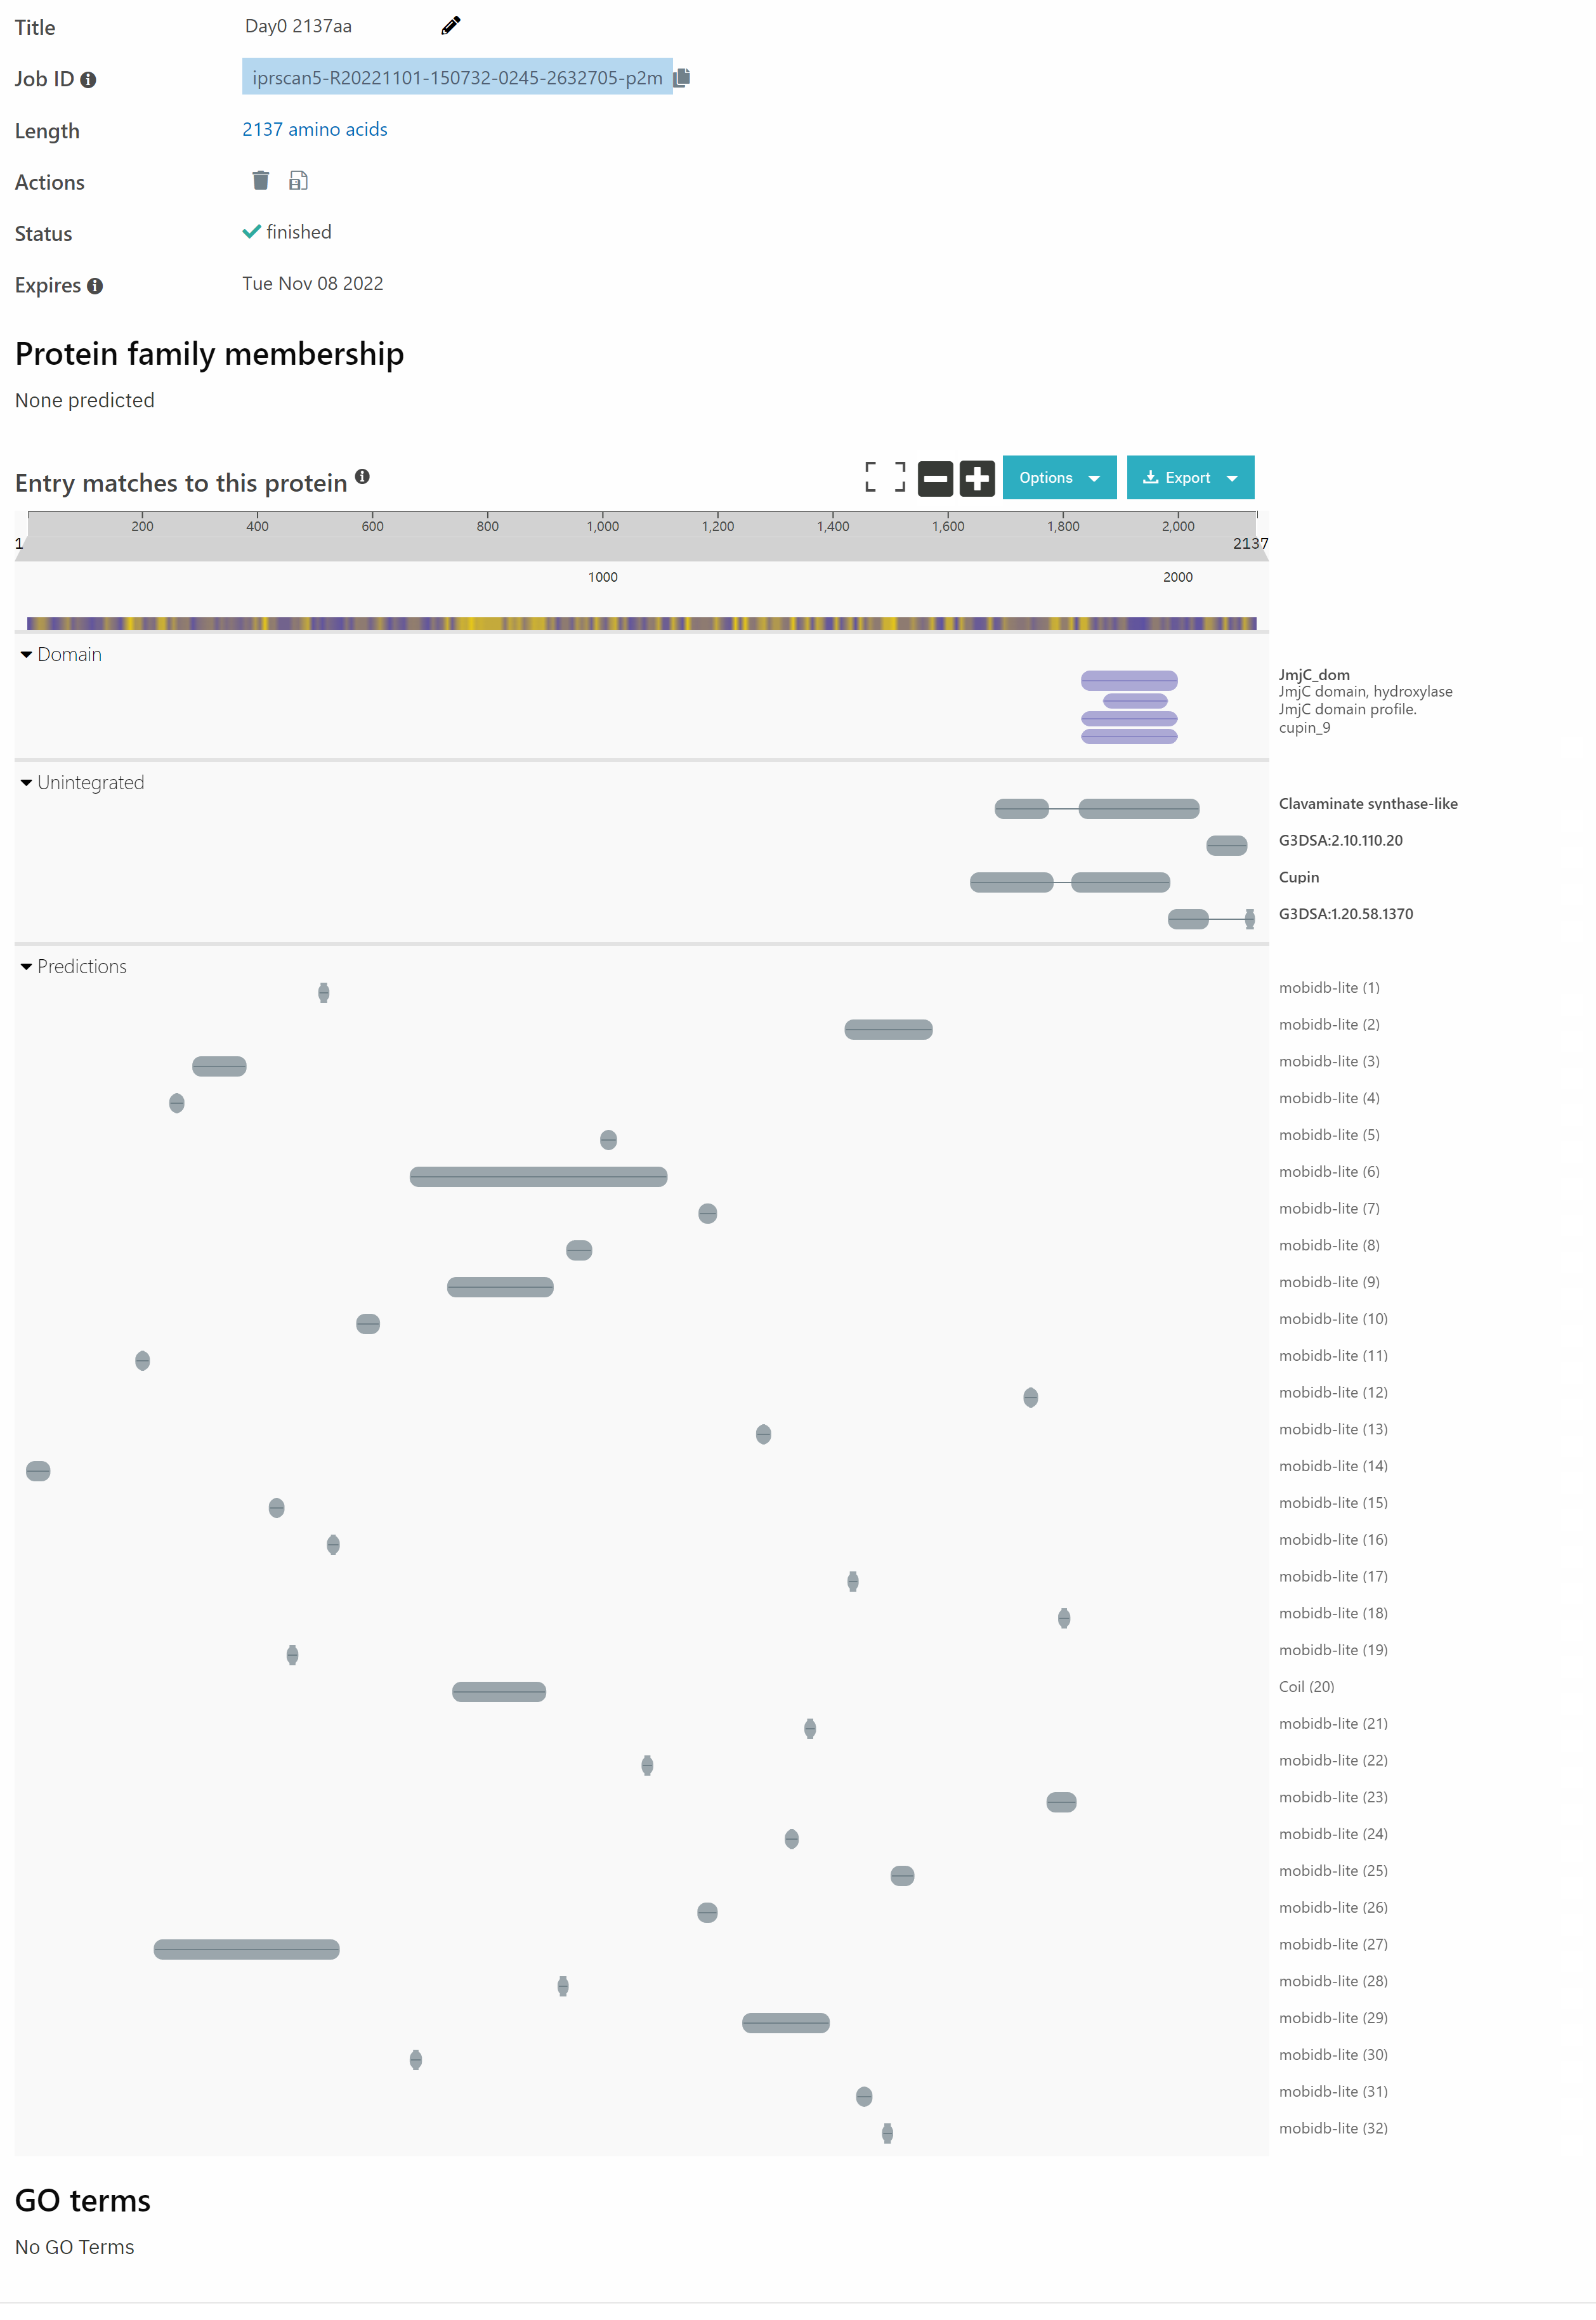 Title Day0 2137aa
Job ID iprscan5-R20221101-150732-0245-2632705-p2m
Length 2137 amino acids
Actions
Status finished
Expires Tue Nov 08 2022
Protein family membership
None predicted
Entry matches to this protein Options Export
200 400 600 800 1,000 1,200 1,400 1,600 1,800 2,000
1 2137
1000 2000
Domain
JmjC_dom
JmjC domain, hydroxylase
JmjC domain profile.
cupin_9
Unintegrated
Clavaminate synthase-like
G3DSA:2.10.110.20
Cupin
G3DSA:1.20.58.1370
Predictions
mobidb-lite (1)
mobidb-lite (2)
mobidb-lite (3)
mobidb-lite (4)
mobidb-lite (5)
mobidb-lite (6)
mobidb-lite (7)
mobidb-lite (8)
mobidb-lite (9)
mobidb-lite (10)
mobidb-lite (11)
mobidb-lite (12)
mobidb-lite (13)
mobidb-lite (14)
mobidb-lite (15)
mobidb-lite (16)
mobidb-lite (17)
mobidb-lite (18)
mobidb-lite (19)
Coil (20)
mobidb-lite (21)
mobidb-lite (22)
mobidb-lite (23)
mobidb-lite (24)
mobidb-lite (25)
mobidb-lite (26)
mobidb-lite (27)
mobidb-lite (28)
mobidb-lite (29)
mobidb-lite (30)
mobidb-lite (31)
mobidb-lite (32)
GO terms
No GO Terms